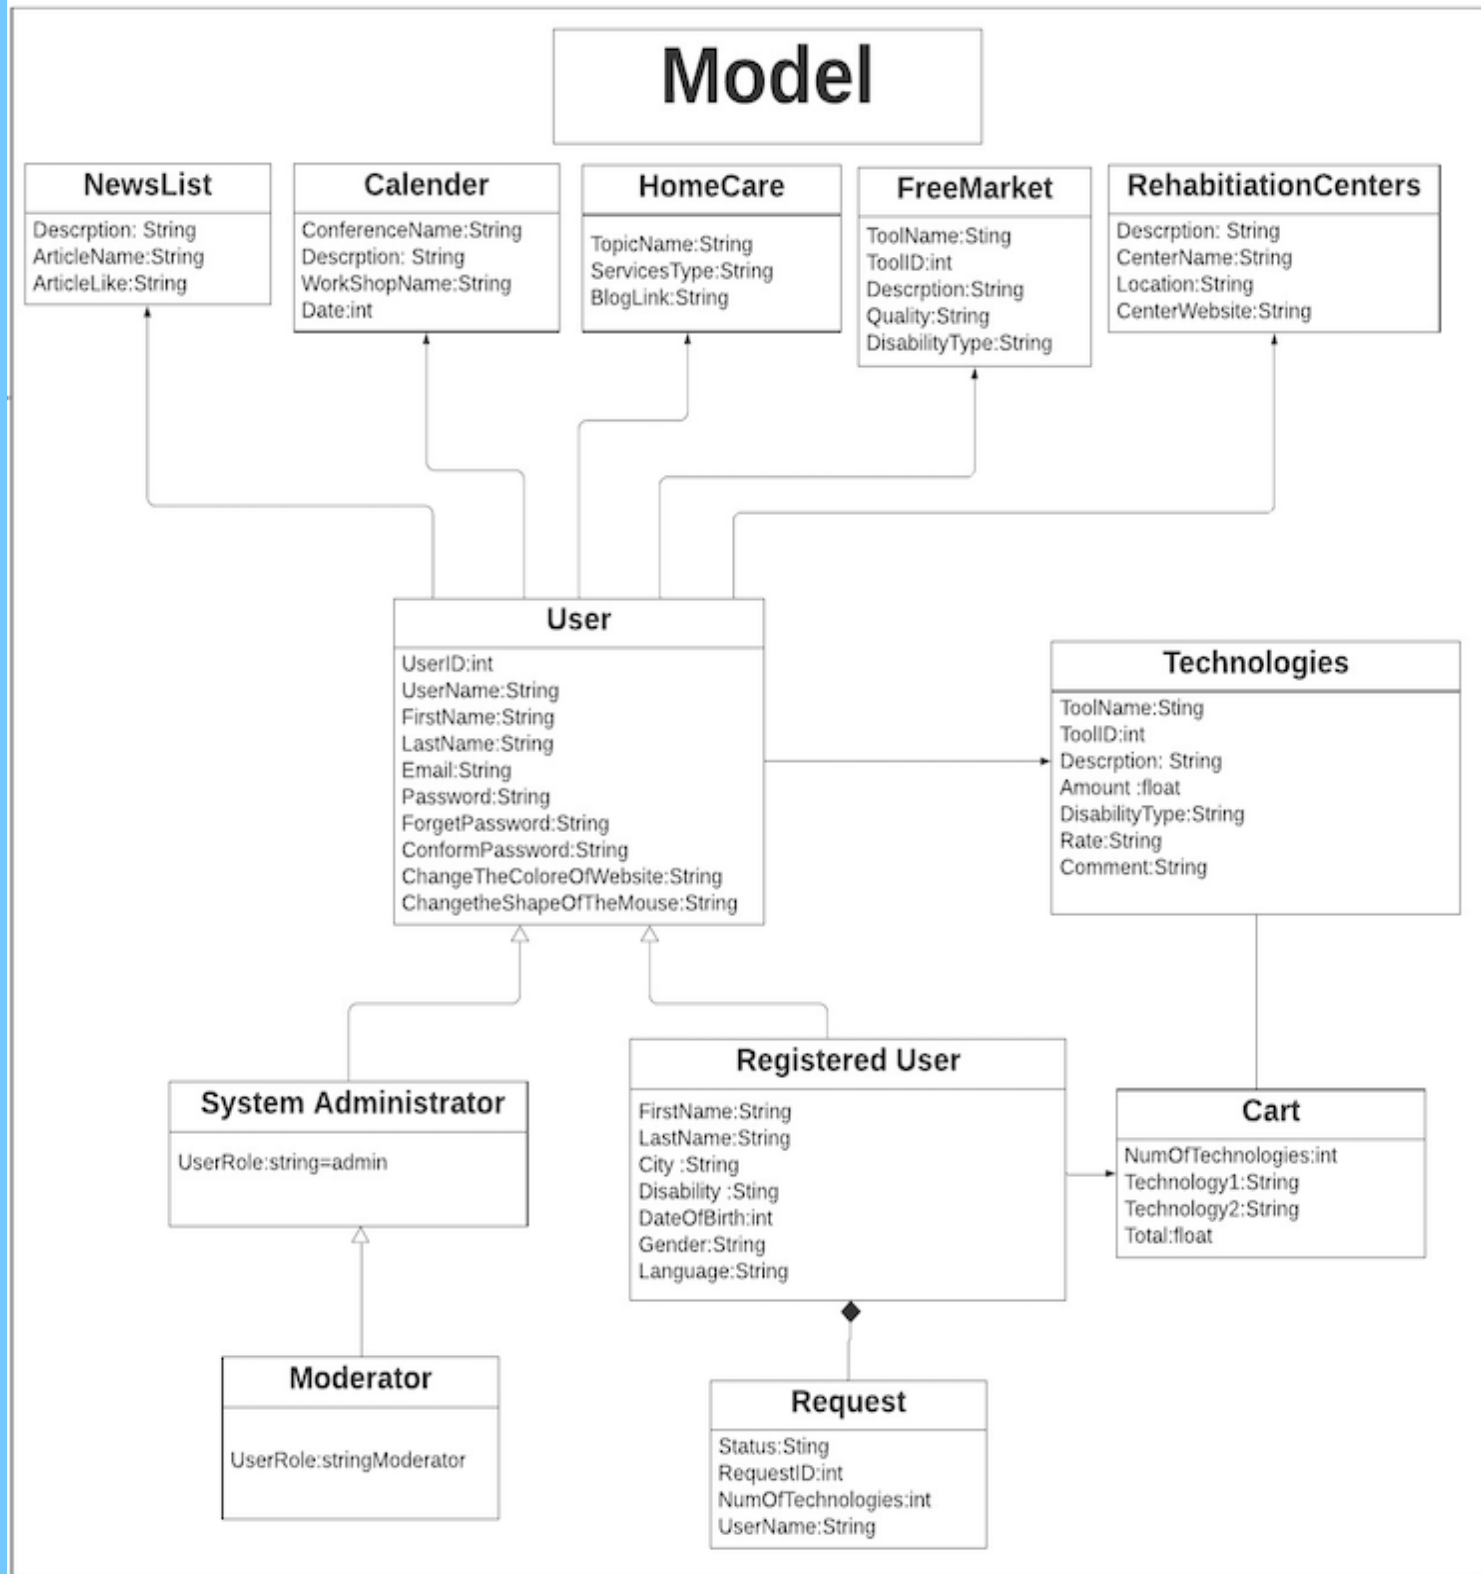 Model
NewsList
Descrption: String
ArticleName:String
ArticleLike:String
Calender
ConferenceName:String
Descrption: String
WorkShopName:String
Date:int
HomeCare
TopicName:String
ServicesType:String
BlogLink:String
FreeMarket
ToolName:Sting
ToolID:int
Descrption:String
Quality:String
DisabilityType:String
RehabitiationCenters
Descrption: String
CenterName:String
Location:String
CenterWebsite:String
User
UserID:int
UserName:String
FirstName:String
LastName:String
Email:String
Password:String
ForgetPassword:String
ConformPassword:String
ChangeTheColoreOfWebsite:String
ChangetheShapeOfTheMouse:String
Technologies
ToolName:Sting
ToolID:int
Descrption: String
Amount :float
DisabilityType:String
Rate:String
Comment:String
System Administrator
UserRole:string=admin
Registered User
FirstName:String
LastName:String
City :String
Disability :Sting
DateOfBirth:int
Gender:String
Language:String
Cart
NumOfTechnologies:int
Technology1:String
Technology2:String
Total:float
Moderator
UserRole:stringModerator
Request
Status:Sting
RequestID:int
NumOfTechnologies:int
UserName:String